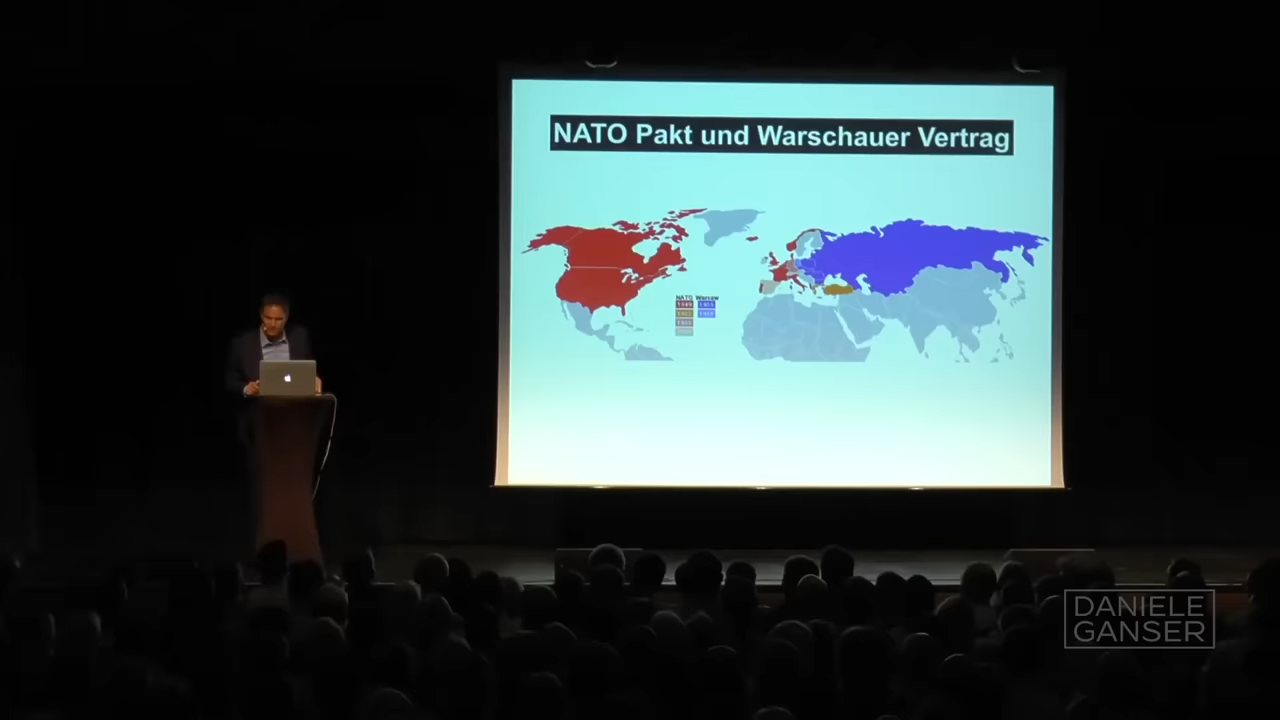 NATO Pakt und Warschauer Vertrag
NATO Warsaw
1949 1955
DANIELE
GANSER